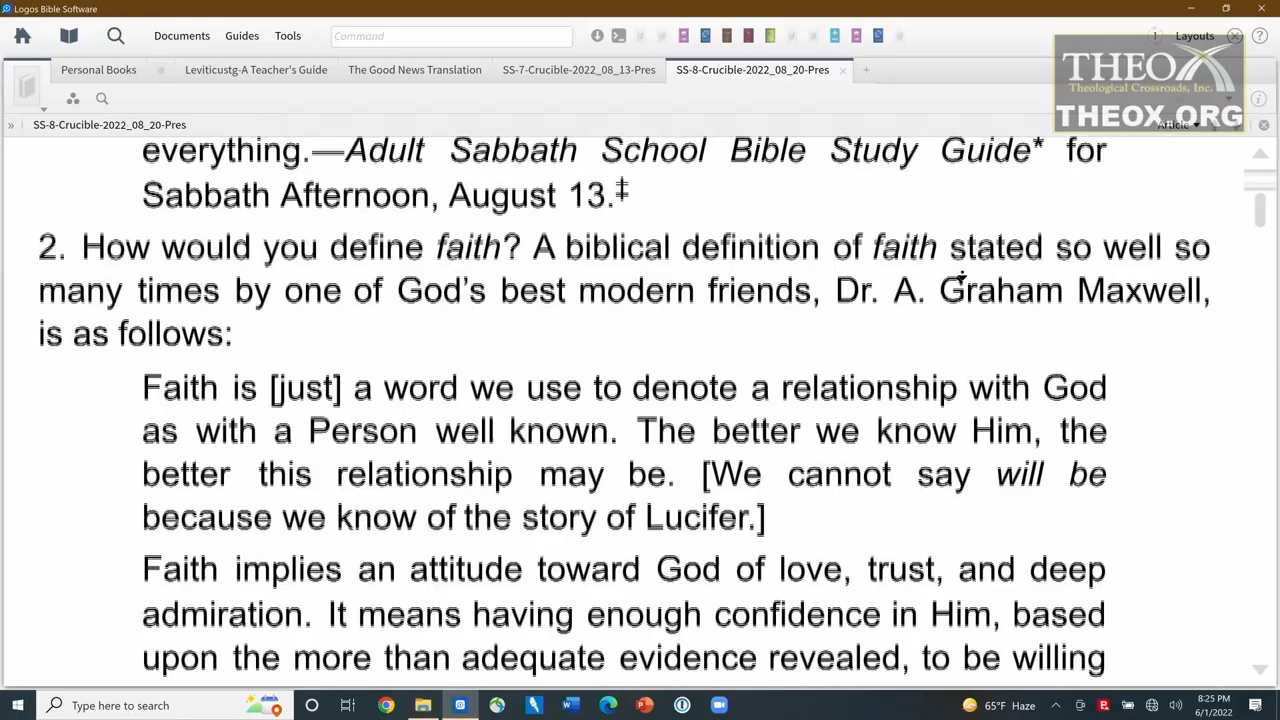 Logos Bible Software
Documents Guides Tools Command Layouts
Personal Books Leviticusg-A Teacher's Guide The Good News Translation SS-7-Crucible-2022_08_13-Pres SS-8-Crucible-2022_08_20-Pres
THEOX
Theological Crossroads, Inc.
THEOX.ORG
SS-8-Crucible-2022_08_20-Pres Article
everything.—Adult Sabbath School Bible Study Guide* for
Sabbath Afternoon, August 13.‡
2. How would you define faith? A biblical definition of faith stated so well so
many times by one of God's best modern friends, Dr. A. Graham Maxwell,
is as follows:
Faith is [just] a word we use to denote a relationship with God
as with a Person well known. The better we know Him, the
better this relationship may be. [We cannot say will be
because we know of the story of Lucifer.]
Faith implies an attitude toward God of love, trust, and deep
admiration. It means having enough confidence in Him, based
upon the more than adequate evidence revealed, to be willing
Type here to search 65°F Haze 8:25 PM
6/1/2022